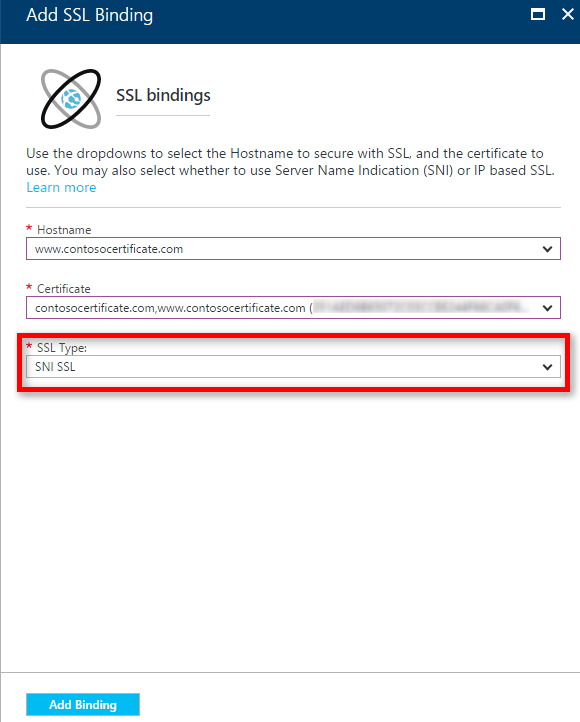 Add SSL Binding
SSL bindings
Use the dropdowns to select the Hostname to secure with SSL, and the certificate to
use. You may also select whether to use Server Name Indication (SNI) or IP based SSL.
Learn more
* Hostname
www.contosocertificate.com
* Certificate
contosocertificate.com,www.contosocertificate.com (
* SSL Type:
SNI SSL
Add Binding